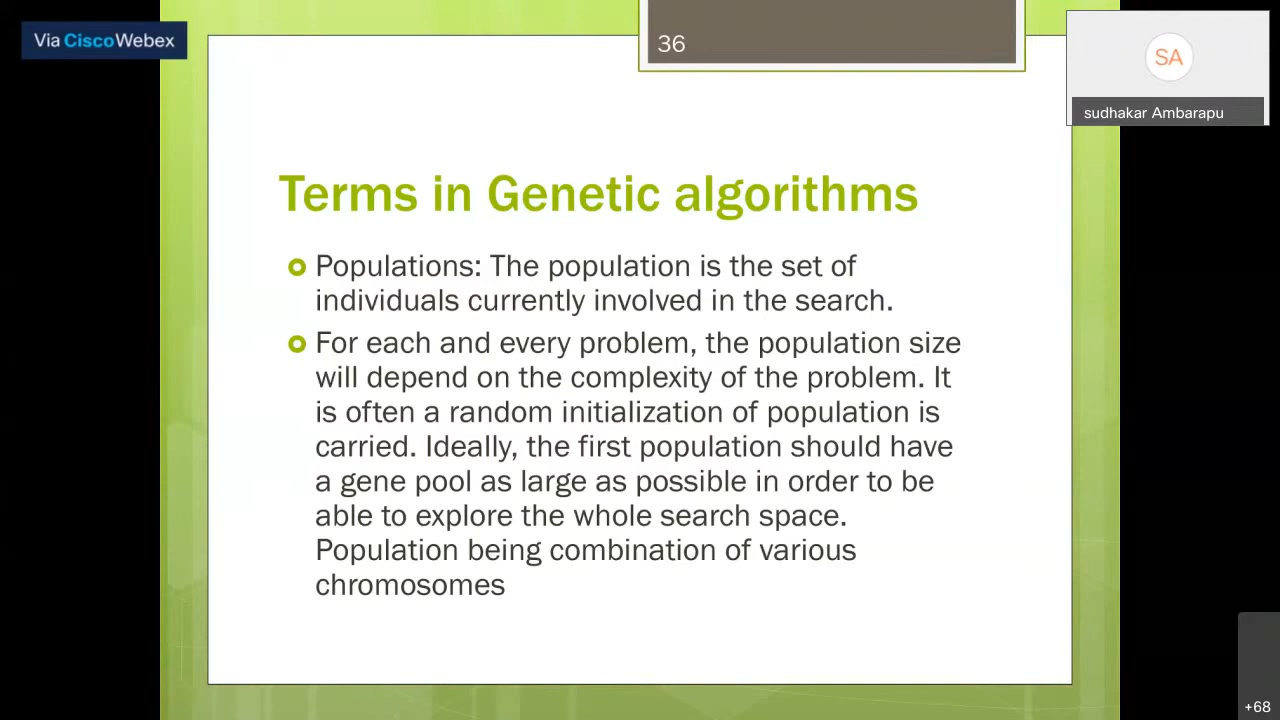 Via CiscoWebex
36
SA
sudhakar Ambarapu
Terms in Genetic algorithms
Populations: The population is the set of
individuals currently involved in the search.
For each and every problem, the population size
will depend on the complexity of the problem. It
is often a random initialization of population is
carried. Ideally, the first population should have
a gene pool as large as possible in order to be
able to explore the whole search space.
Population being combination of various
chromosomes
+68